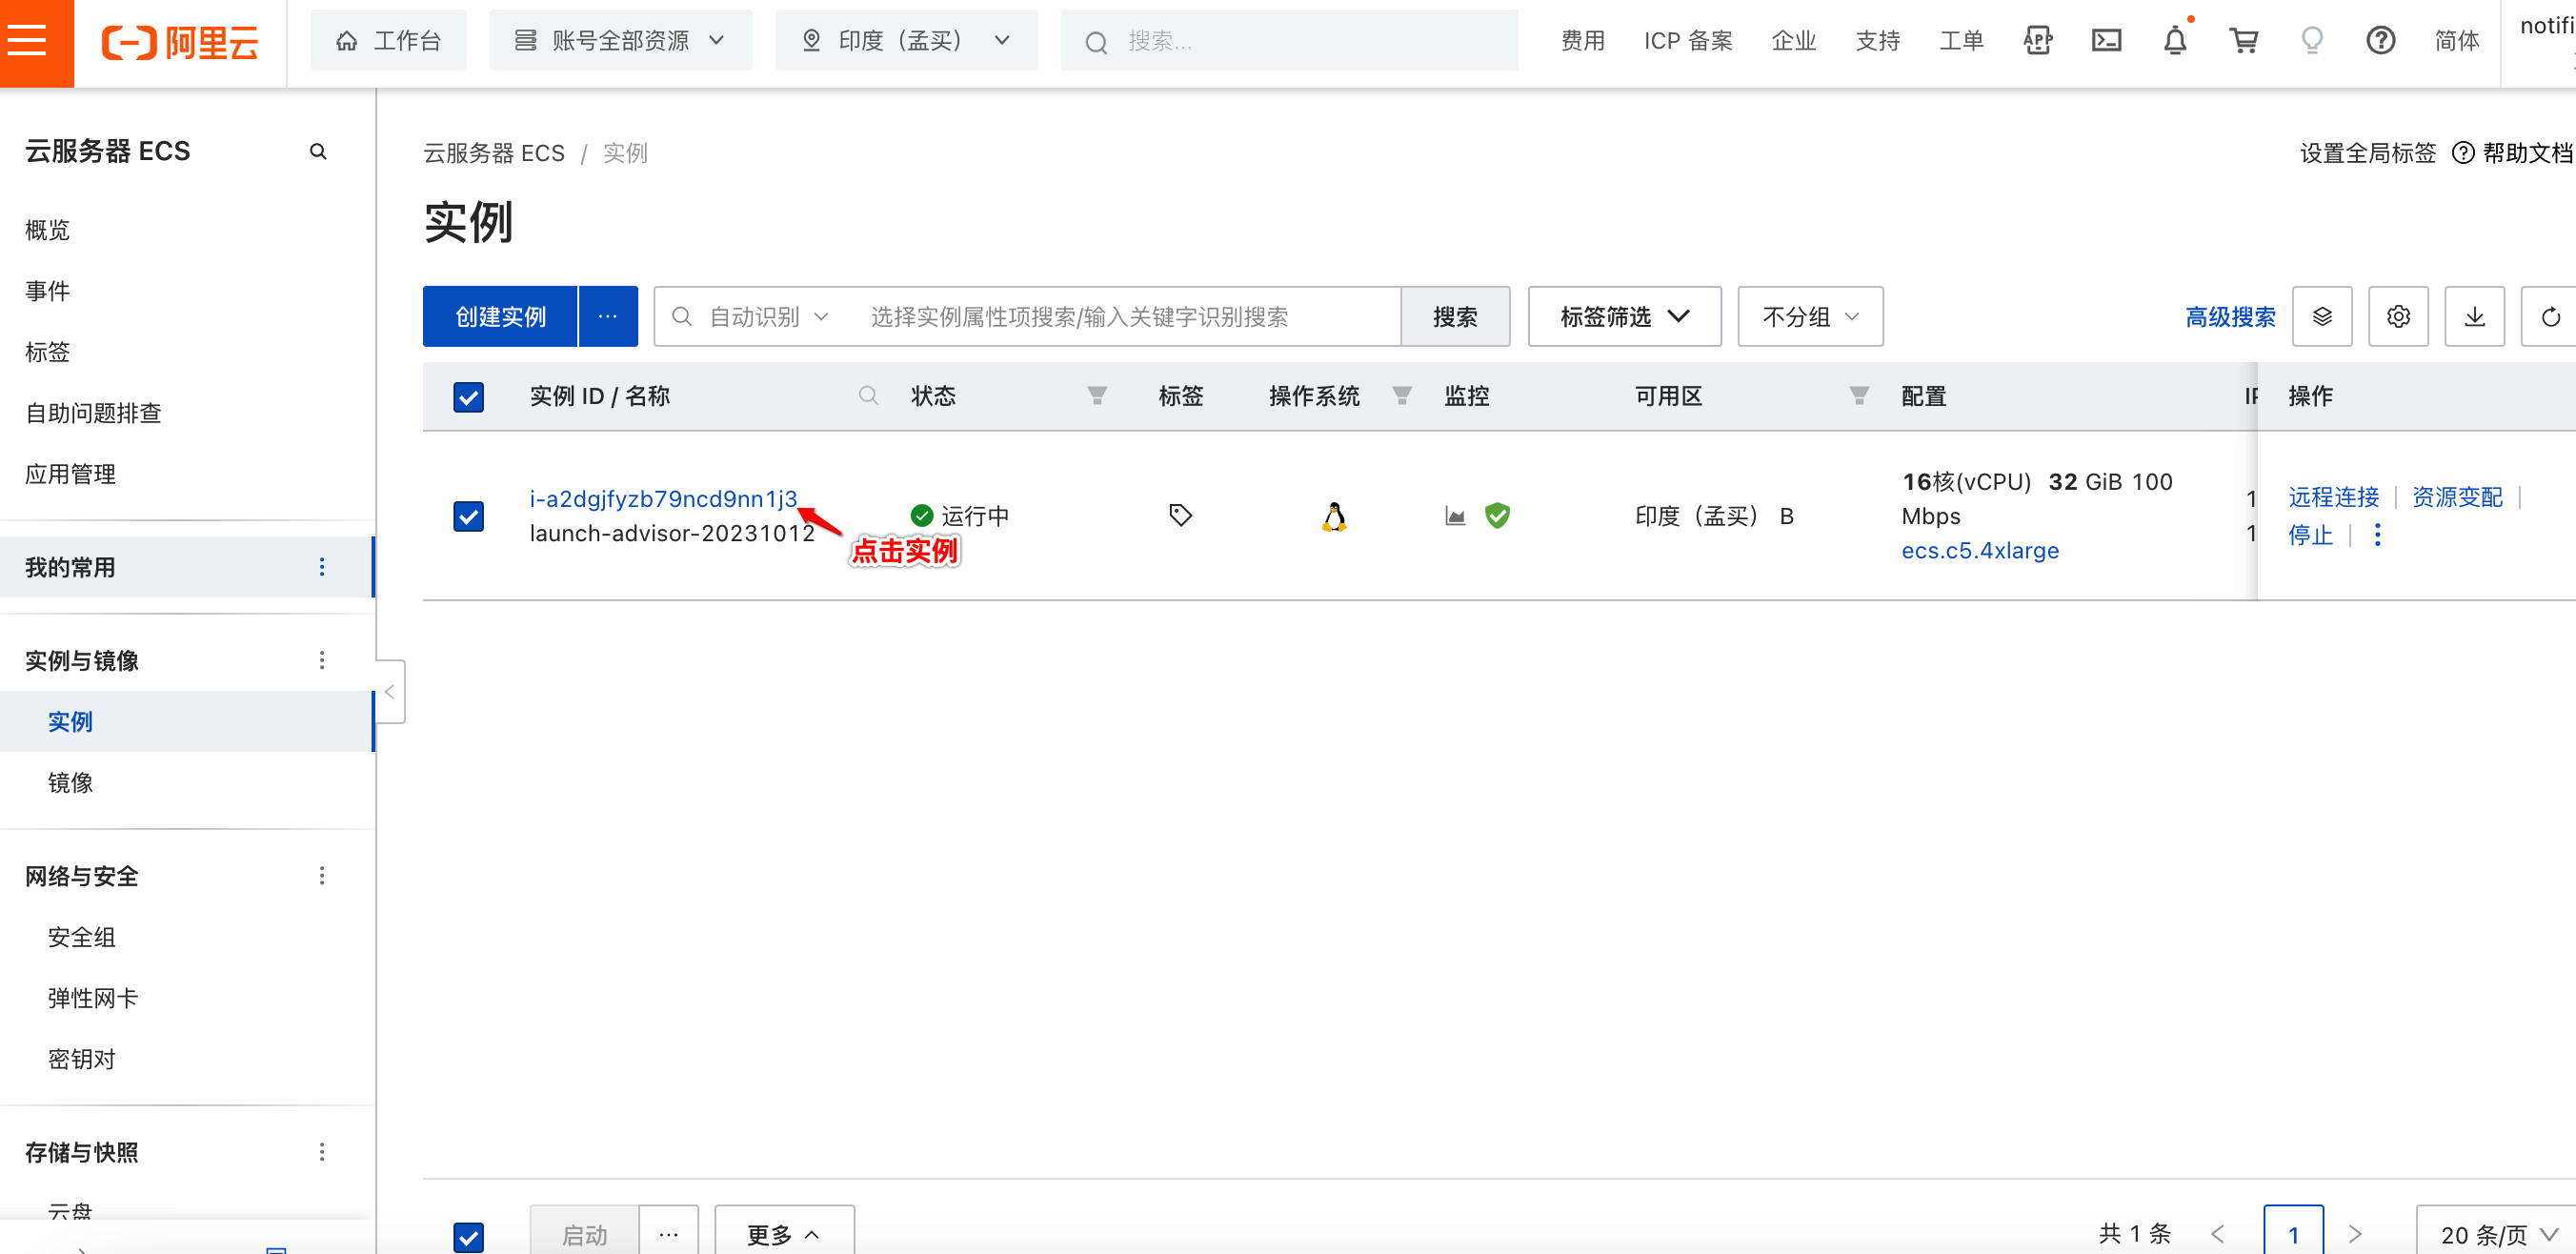 阿里云
工作台
账号全部资源
印度（孟买）
搜索...
费用
ICP 备案
企业
支持
工单
APP
简体
notifi
云服务器 ECS
概览
事件
标签
自助问题排查
应用管理
我的常用
实例与镜像
实例
镜像
网络与安全
安全组
弹性网卡
密钥对
存储与快照
云盘
云服务器 ECS / 实例
设置全局标签 帮助文档
实例
创建实例 ...
自动识别
选择实例属性项搜索/输入关键字识别搜索
搜索
标签筛选
不分组
高级搜索
实例 ID / 名称
状态
标签
操作系统
监控
可用区
配置
操作
i-a2dgjfyzb79ncd9nn1j3
launch-advisor-20231012
点击实例
运行中
印度（孟买） B
16核(vCPU) 32 GiB 100
Mbps
ecs.c5.4xlarge
1
1
远程连接 | 资源变配 |
停止 |
启动 ...
更多
共 1 条
1
20 条/页